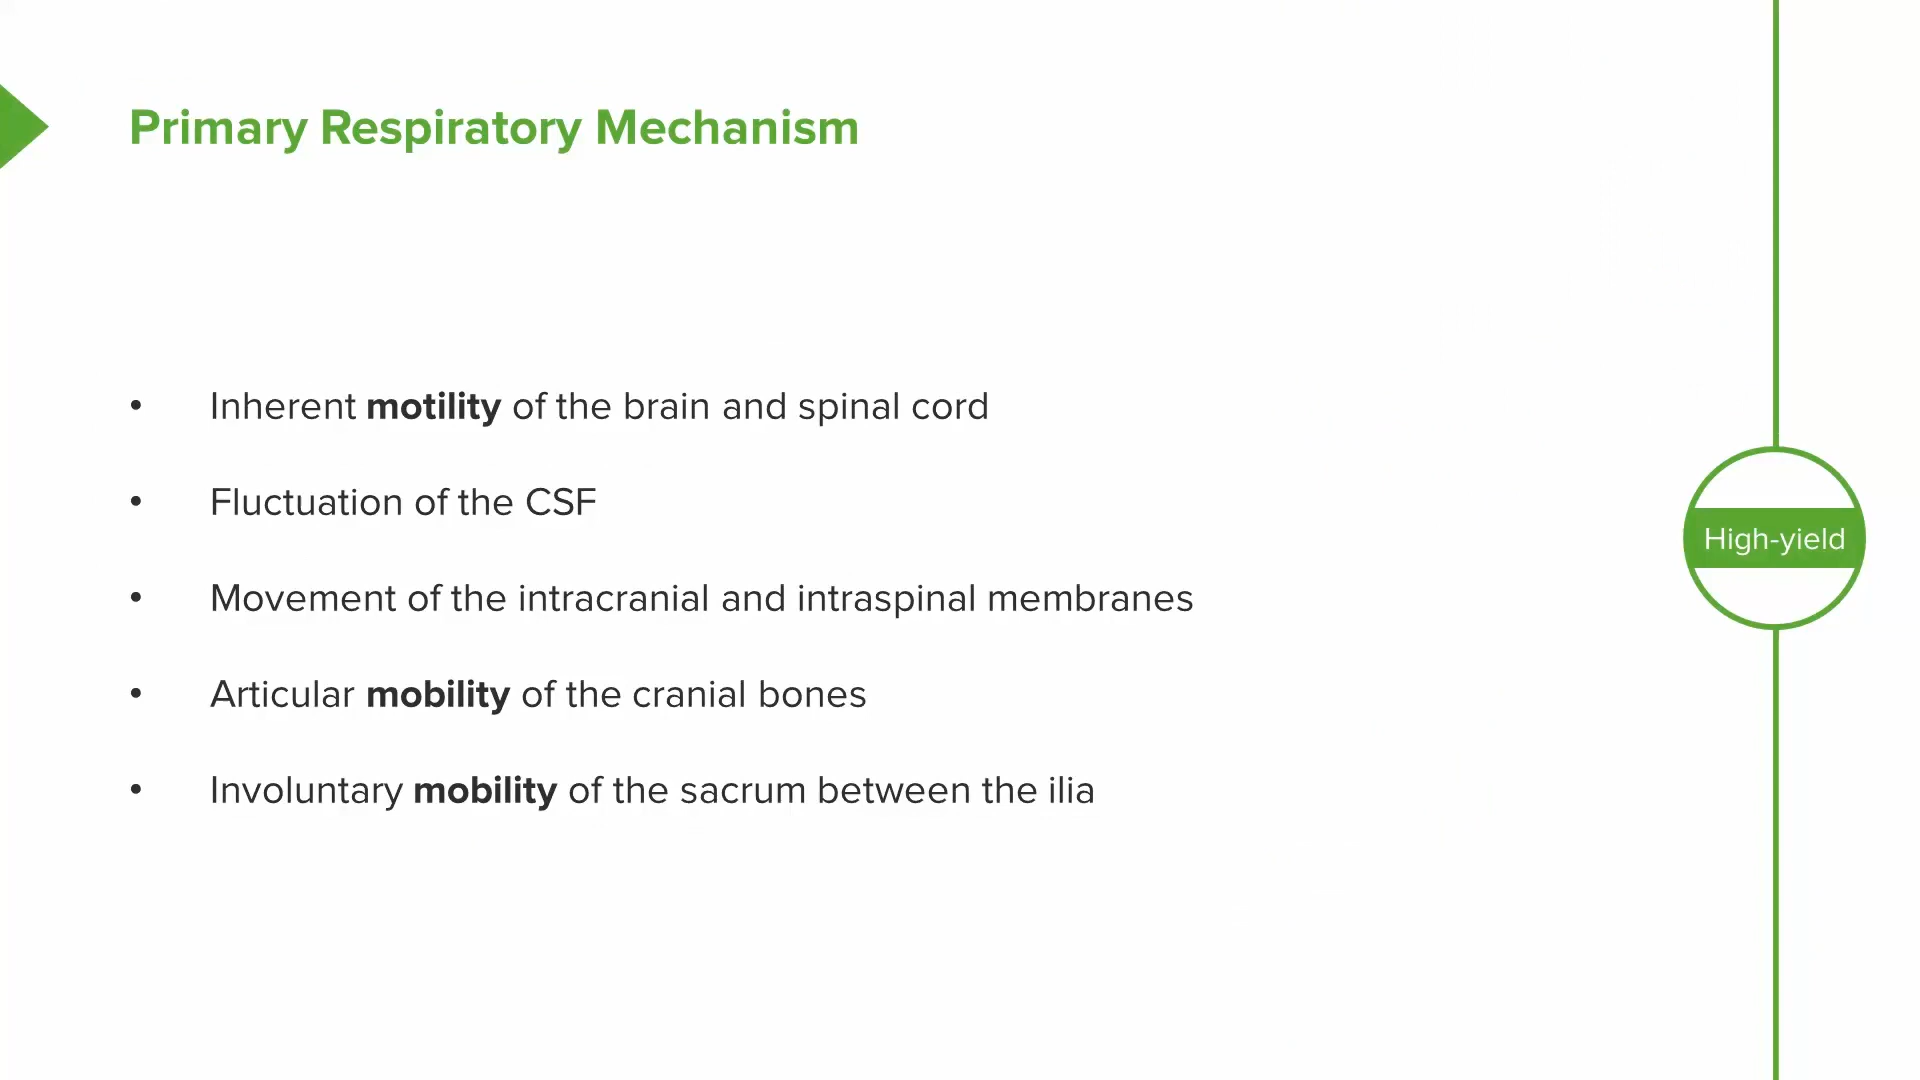 Primary Respiratory Mechanism
• Inherent motility of the brain and spinal cord
• Fluctuation of the CSF
• Movement of the intracranial and intraspinal membranes
• Articular mobility of the cranial bones
• Involuntary mobility of the sacrum between the ilia
High-yield